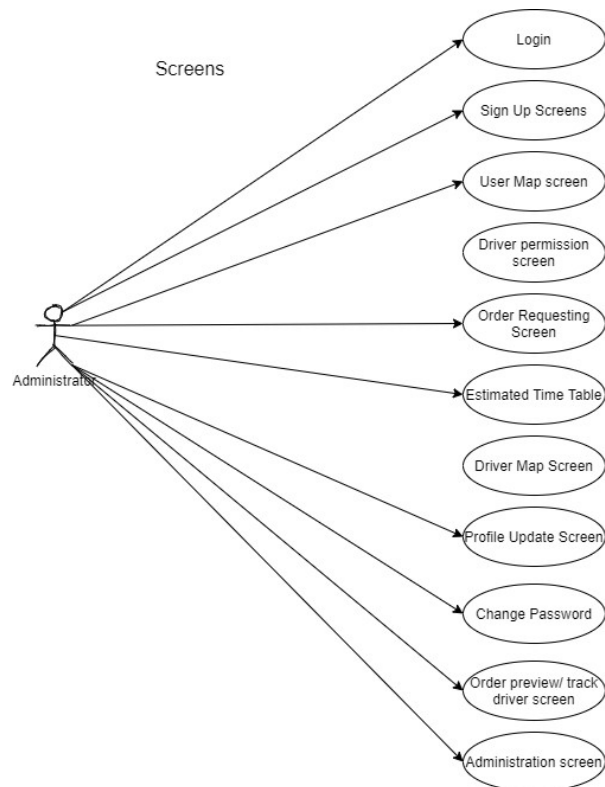 Login
Screens
Sign Up Screens
User Map screen
Driver permission
screen
Order Requesting
Screen
Administrator
Estimated Time Table
Driver Map Screen
Profile Update Screen
Change Password
Order preview/ track
driver screen
Administration screen